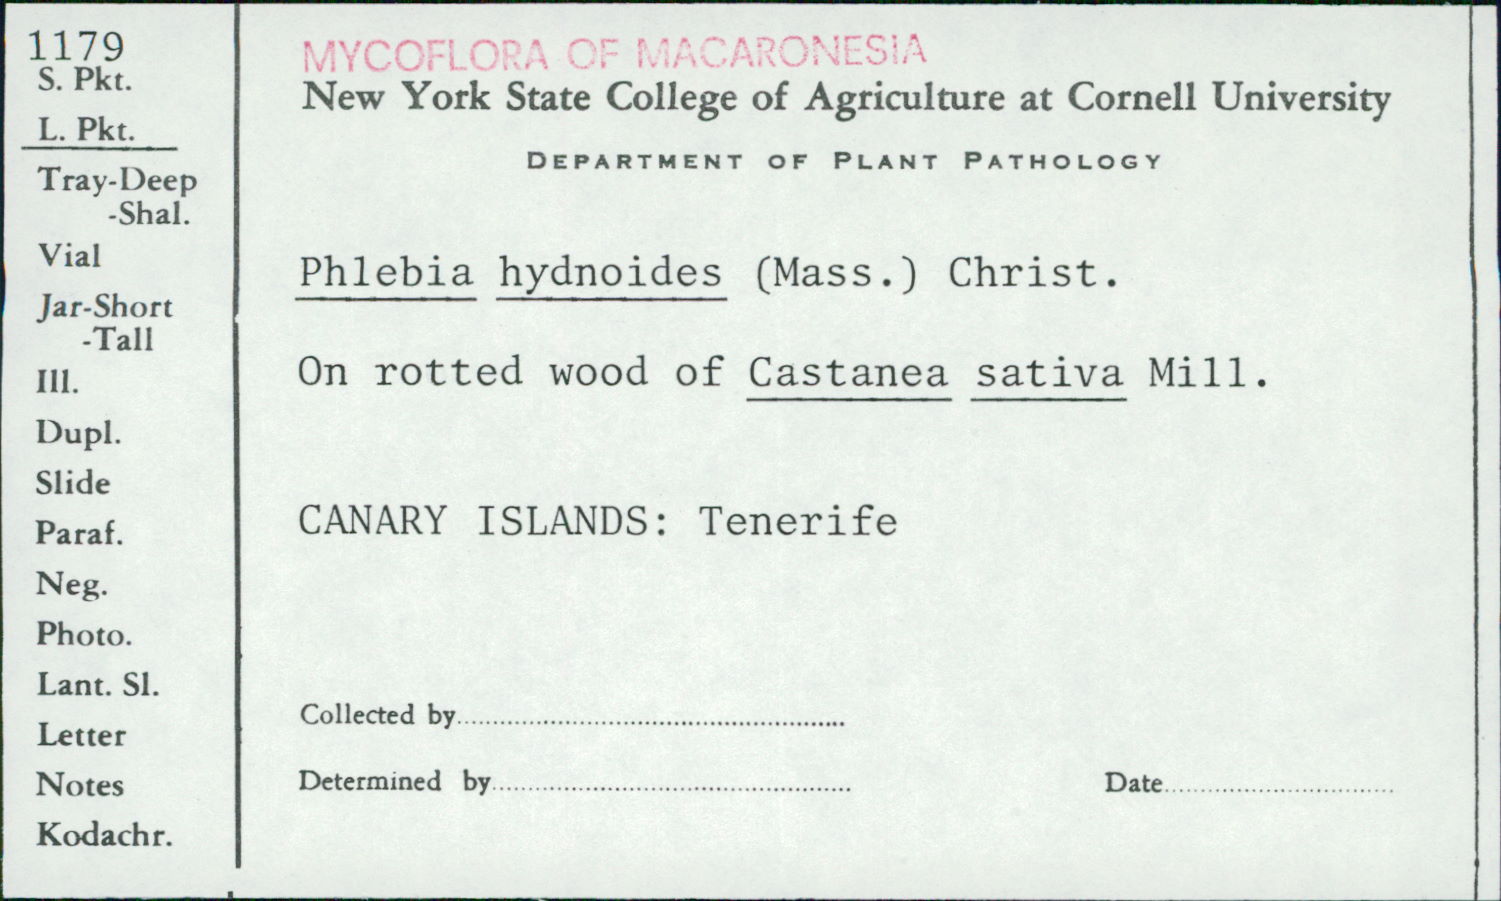 1179
S. Pkt.
L. Pkt.
Tray-Deep
-Shal.
Vial
Jar-Short
-Tall
Ill.
Dupl.
Slide
Paraf.
Neg.
Photo.
Lant. Sl.
Letter
Notes
Kodachr.
MYCOFLORA OF MACARONESIA
New York State College of Agriculture at Cornell University
DEPARTMENT OF PLANT PATHOLOGY
Phlebia hydnoides (Mass.) Christ.
On rotted wood of Castanea sativa Mill.
CANARY ISLANDS: Tenerife
Collected by
Determined by
Date